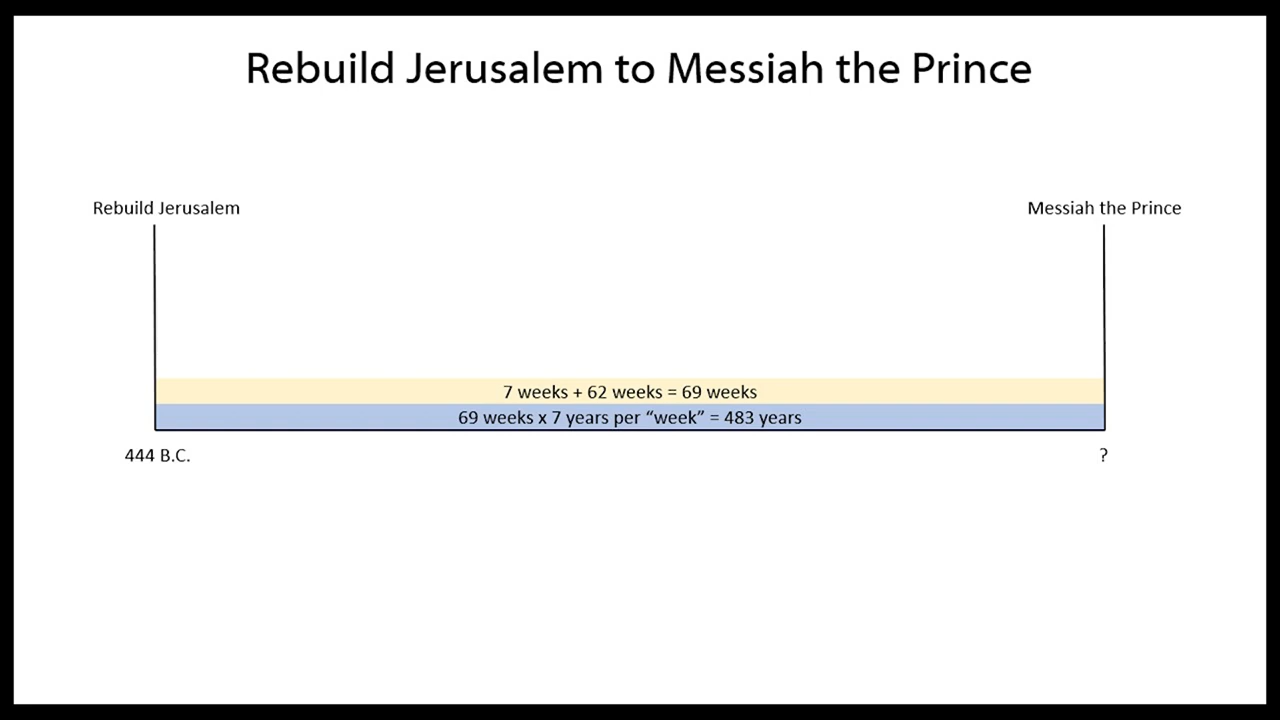 Rebuild Jerusalem to Messiah the Prince
Rebuild Jerusalem
Messiah the Prince
7 weeks + 62 weeks = 69 weeks
69 weeks x 7 years per “week” = 483 years
444 B.C.
?